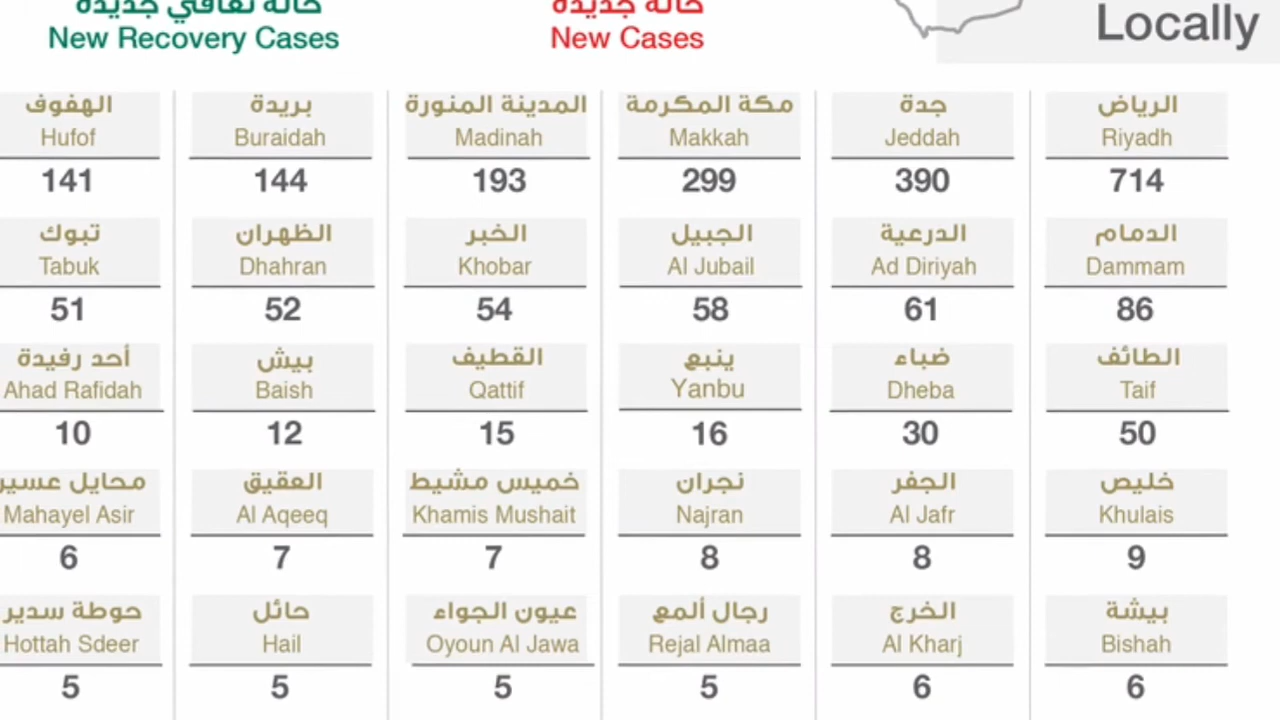 حالة تعافي جديدة
New Recovery Cases
حالة جديدة
New Cases
Locally
الهفوف
Hufof
141
بريدة
Buraidah
144
المدينة المنورة
Madinah
193
مكة المكرمة
Makkah
299
جدة
Jeddah
390
الرياض
Riyadh
714
تبوك
Tabuk
51
الظهران
Dhahran
52
الخبر
Khobar
54
الجبيل
Al Jubail
58
الدرعية
Ad Diriyah
61
الدمام
Dammam
86
أحد رفيدة
Ahad Rafidah
10
بيش
Baish
12
القطيف
Qattif
15
ينبع
Yanbu
16
ضباء
Dheba
30
الطائف
Taif
50
محايل عسير
Mahayel Asir
6
العقيق
Al Aqeeq
7
خميس مشيط
Khamis Mushait
7
نجران
Najran
8
الجفر
Al Jafr
8
خليص
Khulais
9
حوطة سدير
Hottah Sdeer
5
حائل
Hail
5
عيون الجواء
Oyoun Al Jawa
5
رجال ألمع
Rejal Almaa
5
الخرج
Al Kharj
6
بيشة
Bishah
6